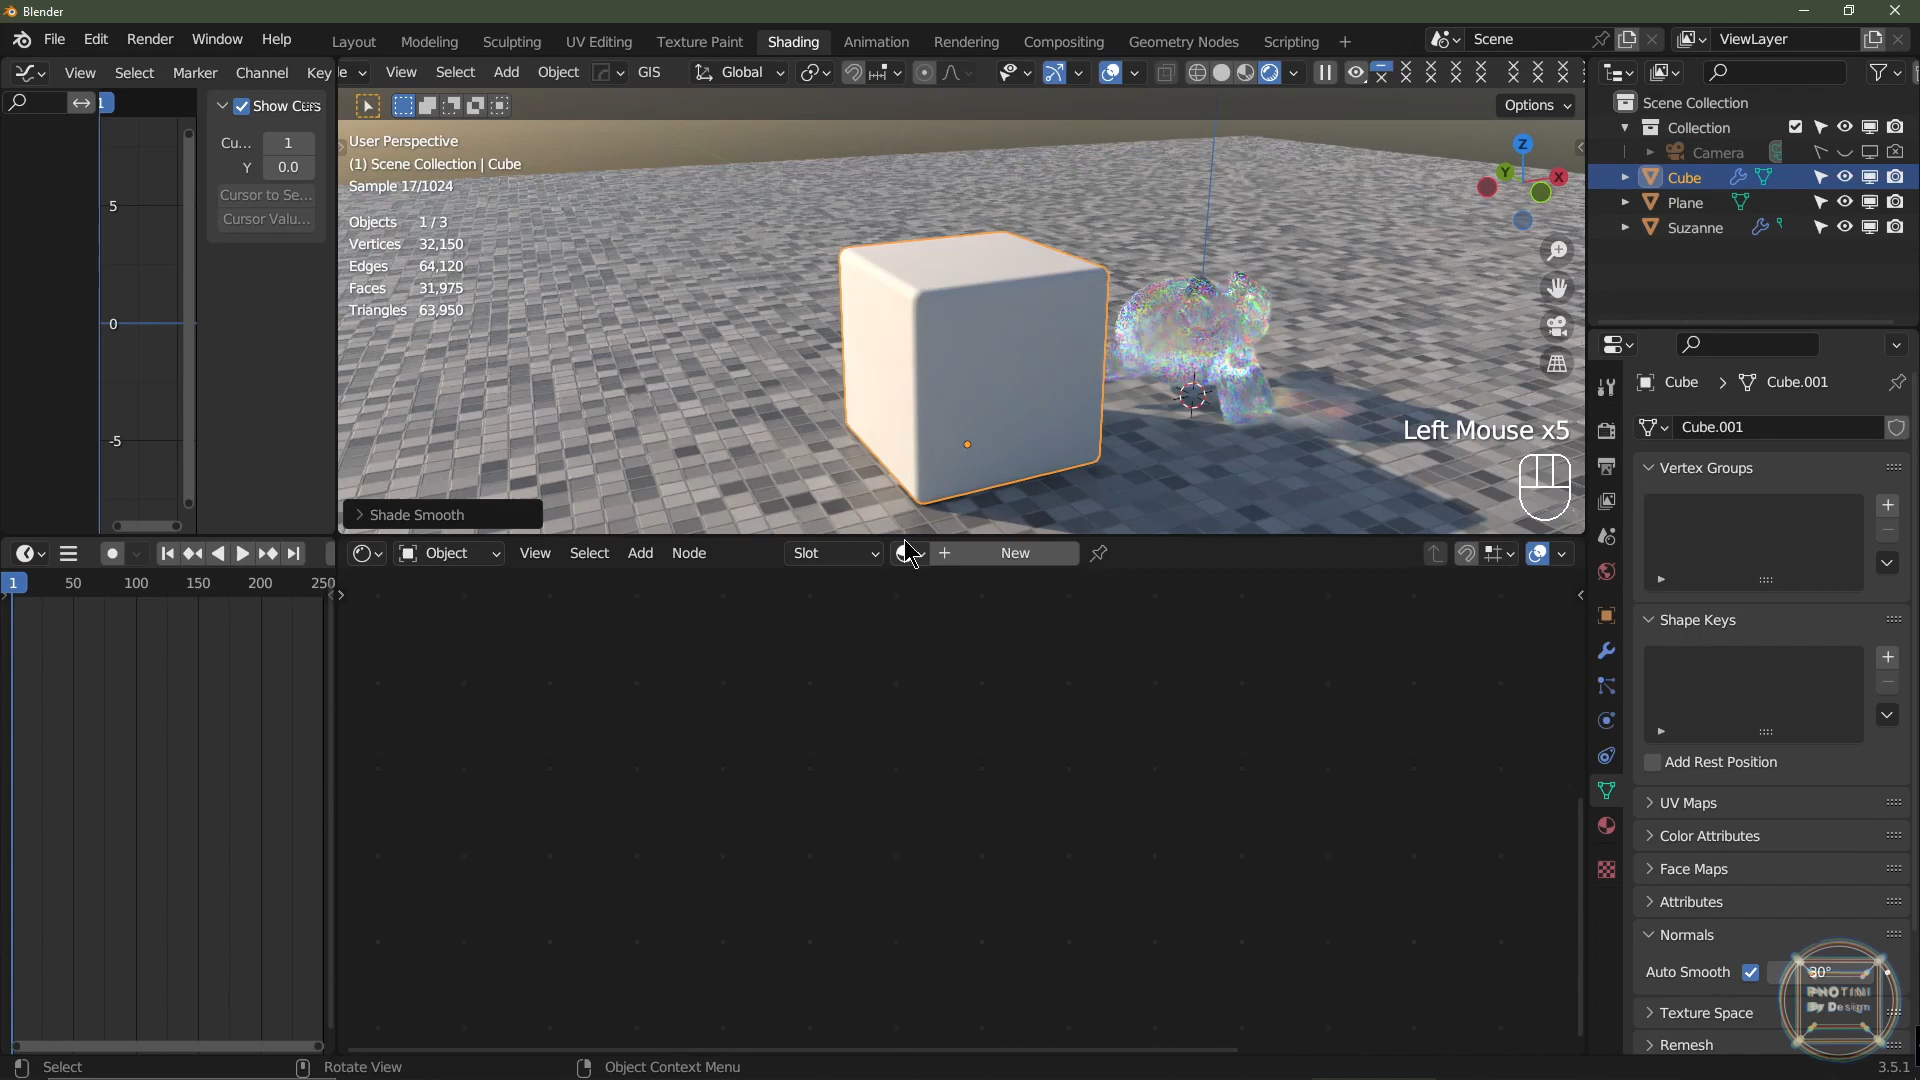 Blender
File Edit Render Window Help
Layout Modeling Sculpting UV Editing Texture Paint Shading Animation Rendering Compositing Geometry Nodes Scripting
Scene
ViewLayer
View Select Marker Channel Key
View Select Add Object GIS Global
1
Show Curs
Cu... 1
Y 0.0
Cursor to Se...
Cursor Valu...
5
0
-5
Options
User Perspective
(1) Scene Collection | Cube
Sample 17/1024
Objects 1 / 3
Vertices 32,150
Edges 64,120
Faces 31,975
Triangles 63,950
Z
Y
X
Left Mouse x5
Shade Smooth
Scene Collection
Collection
Camera
Cube
Plane
Suzanne
Cube
Cube.001
Cube.001
Vertex Groups
Shape Keys
Add Rest Position
UV Maps
Color Attributes
Face Maps
Attributes
Normals
Auto Smooth 30°
Texture Space
Remesh
PHOTINI
By Design
1 50 100 150 200 250
Object View Select Add Node Slot New
Select Rotate View Object Context Menu 3.5.1